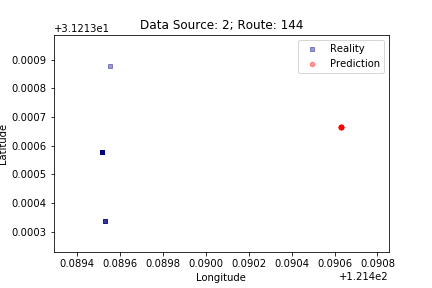 Data Source: 2; Route: 144
+3.1213e1
Reality
Prediction
0.0009
0.0008
0.0007
0.0006
0.0005
0.0004
0.0003
Latitude
0.0894 0.0896 0.0898 0.0900 0.0902 0.0904 0.0906 0.0908
Longitude
+1.214e2